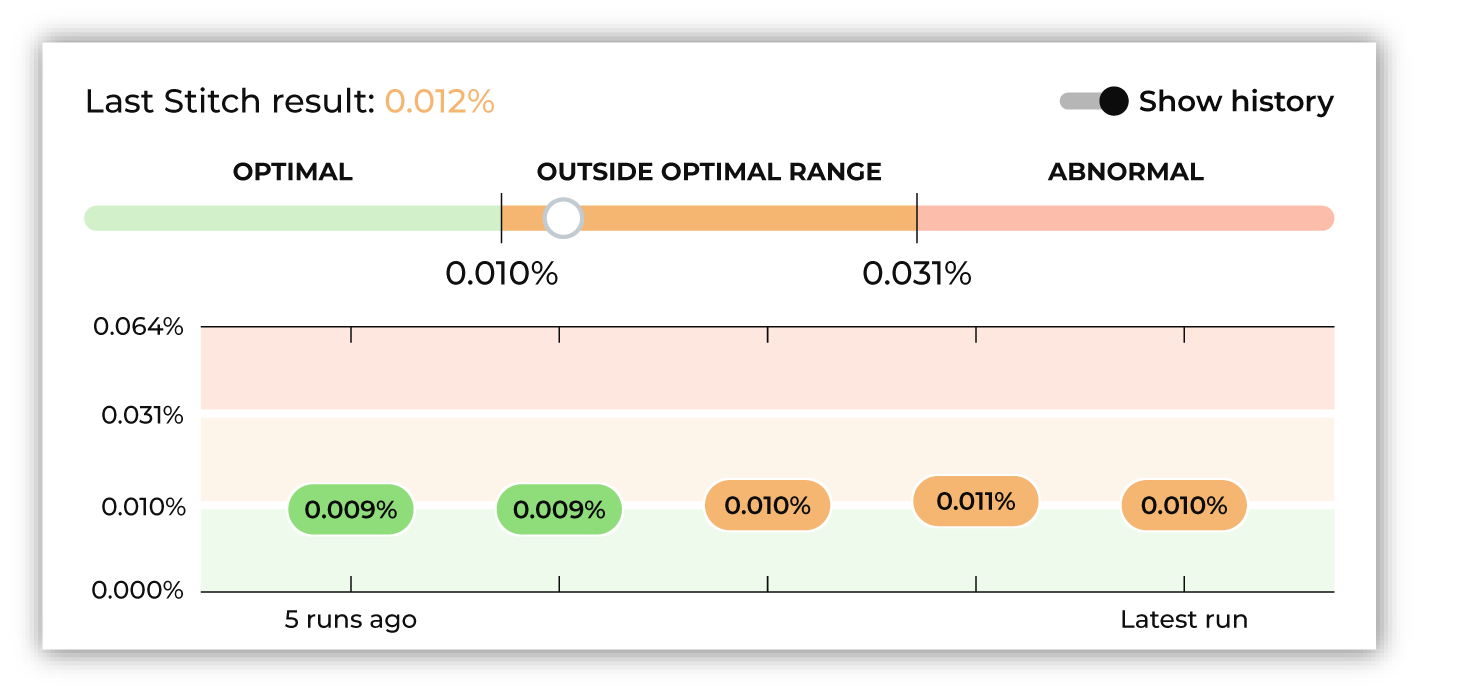 Last Stitch result: 0.012%
Show history
OPTIMAL
OUTSIDE OPTIMAL RANGE
ABNORMAL
0.010%
0.031%
0.064%
0.031%
0.010%
0.000%
0.009%
0.009%
0.010%
0.011%
0.010%
5 runs ago
Latest run